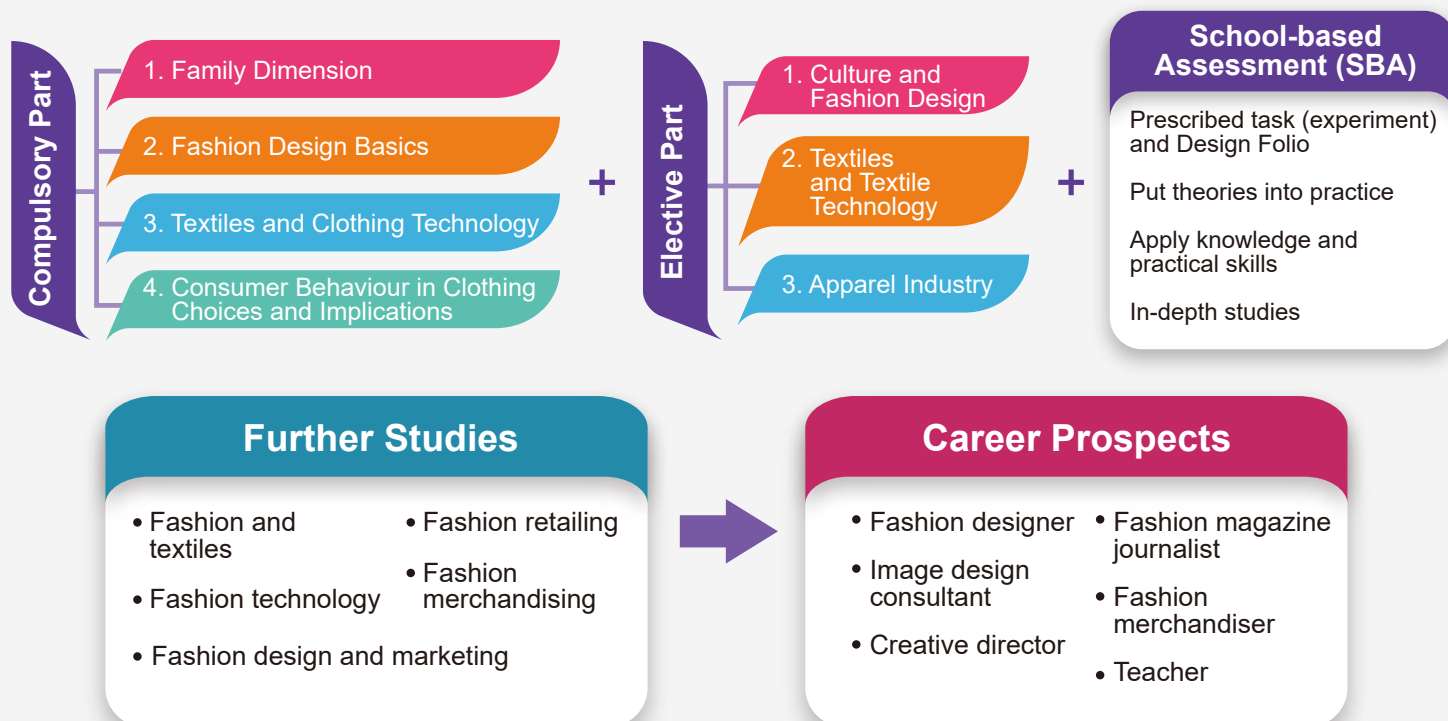 Compulsory Part
1. Family Dimension
2. Fashion Design Basics
3. Textiles and Clothing Technology
4. Consumer Behaviour in Clothing
Choices and Implications
+
Elective Part
1. Culture and
Fashion Design
2. Textiles
and Textile
Technology
3. Apparel Industry
+
School-based
Assessment (SBA)
Prescribed task (experiment)
and Design Folio
Put theories into practice
Apply knowledge and
practical skills
In-depth studies
Further Studies
• Fashion and
textiles
• Fashion technology
• Fashion retailing
• Fashion
merchandising
• Fashion design and marketing
Career Prospects
• Fashion designer
• Image design
consultant
• Creative director
• Fashion magazine
journalist
• Fashion
merchandiser
• Teacher